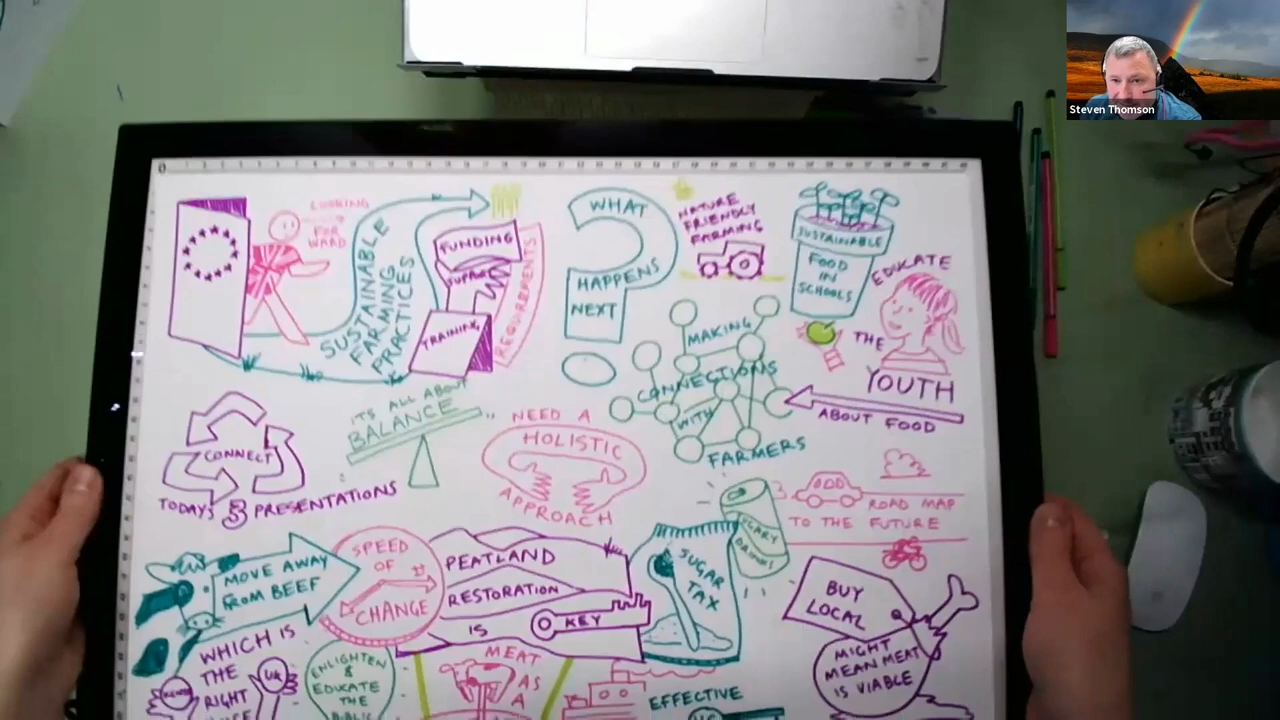 Steven Thomson
LOOKING
FOR
WARD
SUSTAINABLE
FARMING
PRACTICES
FUNDING
TRAINING
REQUIREMENTS
WHAT
HAPPENS
NEXT
NATURE
FRIENDLY
FARMING
SUSTAINABLE
FOOD
IN
SCHOOLS
EDUCATE
THE
YOUTH
ABOUT FOOD
MAKING
CONNECTIONS
WITH
FARMERS
CONNECT
TODAYS 3 PRESENTATIONS
IT'S ALL ABOUT
BALANCE
NEED A
HOLISTIC
APPROACH
ROAD MAP
TO THE FUTURE
MOVE AWAY
FROM BEEF
SPEED
OF
CHANGE
PEATLAND
RESTORATION
IS KEY
SUGAR
TAX
DRINKS
BUY
LOCAL
MIGHT
MEAN MEAT
IS VIABLE
WHICH IS
THE
RIGHT
UK
ENLIGHTEN
&
EDUCATE
THE
PUBLIC
MEAT
AS
A
EFFECTIVE